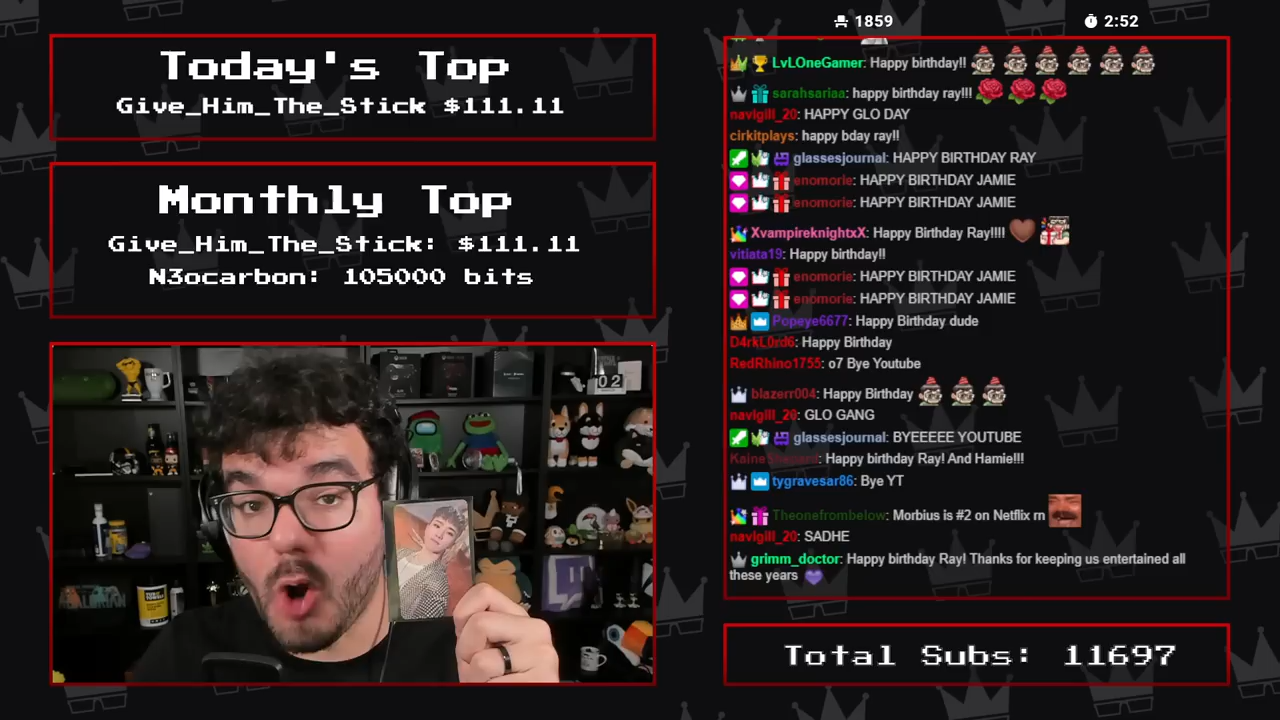 Today's Top
Give_Him_The_Stick $111.11
Monthly Top
Give_Him_The_Stick: $111.11
N3ocarbon: 105000 bits
02
1859
2:52
LvLOneGamer: Happy birthday!!
sarahsariaa: happy birthday ray!!!
navigill_20: HAPPY GLO DAY
cirkitplays: happy bday ray!!
glassesjournal: HAPPY BIRTHDAY RAY
enomorie: HAPPY BIRTHDAY JAMIE
enomorie: HAPPY BIRTHDAY JAMIE
XvampireknightxX: Happy Birthday Ray!!!!
vitiata19: Happy birthday!!
enomorie: HAPPY BIRTHDAY JAMIE
enomorie: HAPPY BIRTHDAY JAMIE
Popeye6677: Happy Birthday dude
D4rkL0rd6: Happy Birthday
RedRhino1755: o7 Bye Youtube
blazerr004: Happy Birthday
navigill_20: GLO GANG
glassesjournal: BYEEEEE YOUTUBE
: Happy birthday Ray! And Hamie!!!
tygravesar86: Bye YT
Theonefrombelow: Morbius is #2 on Netflix rn
navigill_20: SADHE
grimm_doctor: Happy birthday Ray! Thanks for keeping us entertained all
these years
Total Subs: 11697